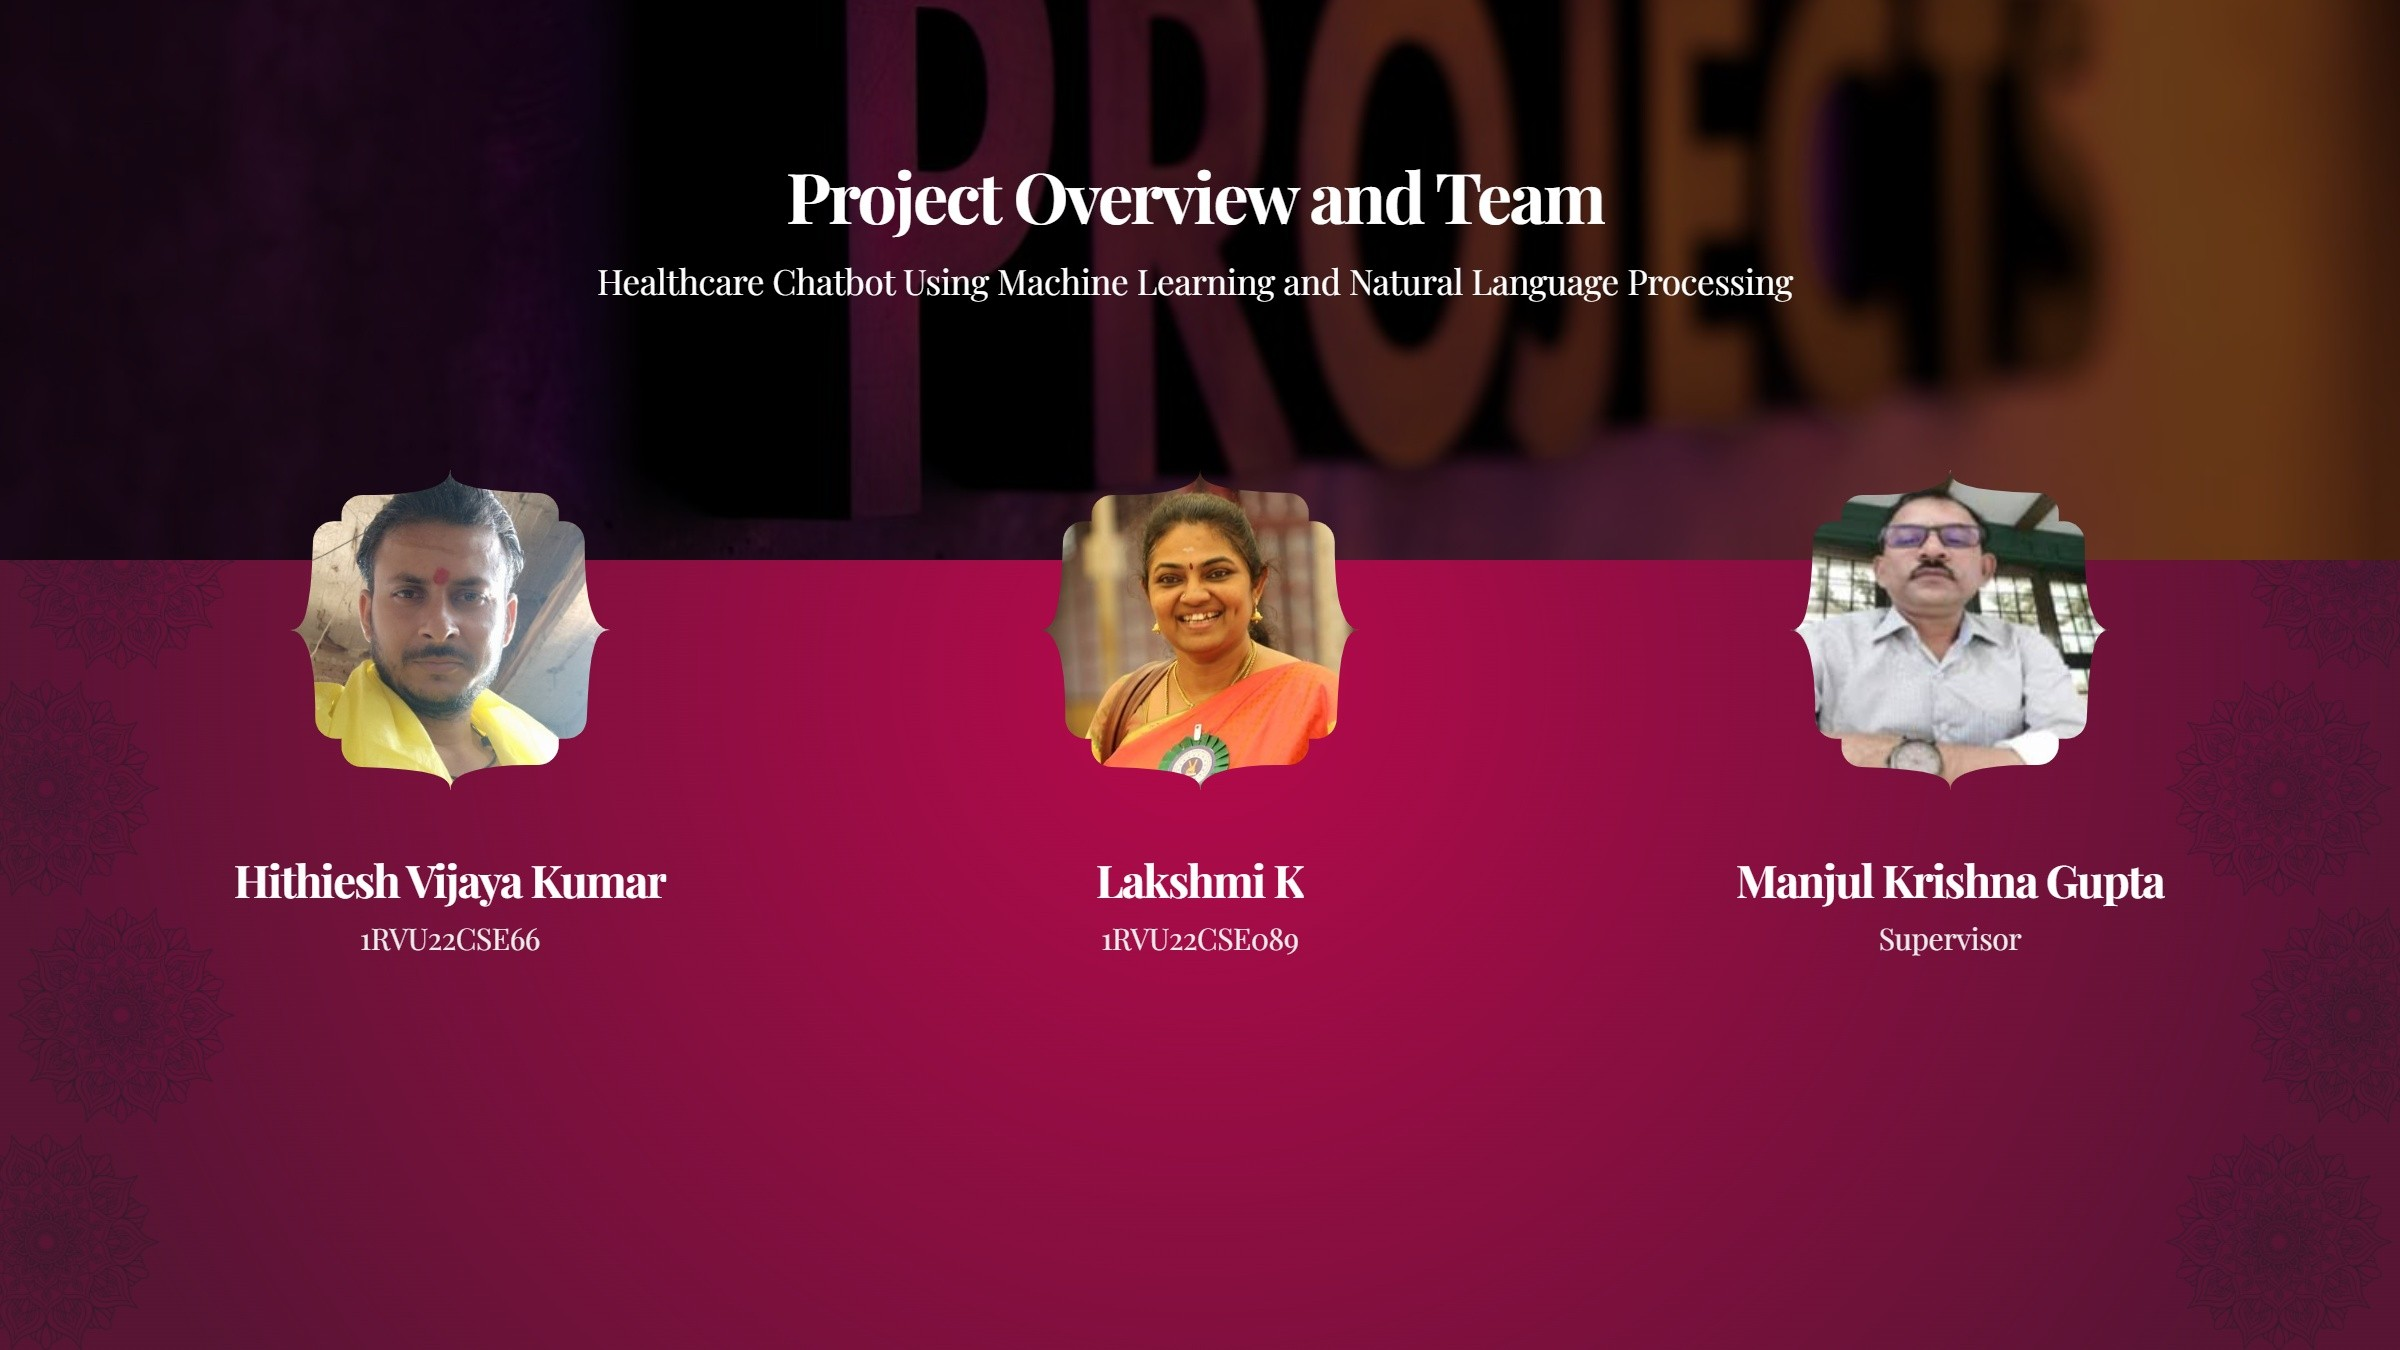 PROJECTS
Project Overview and Team
Healthcare Chatbot Using Machine Learning and Natural Language Processing
Hithiesh Vijaya Kumar
1RVU22CSE66
Lakshmi K
1RVU22CSE089
Manjul Krishna Gupta
Supervisor